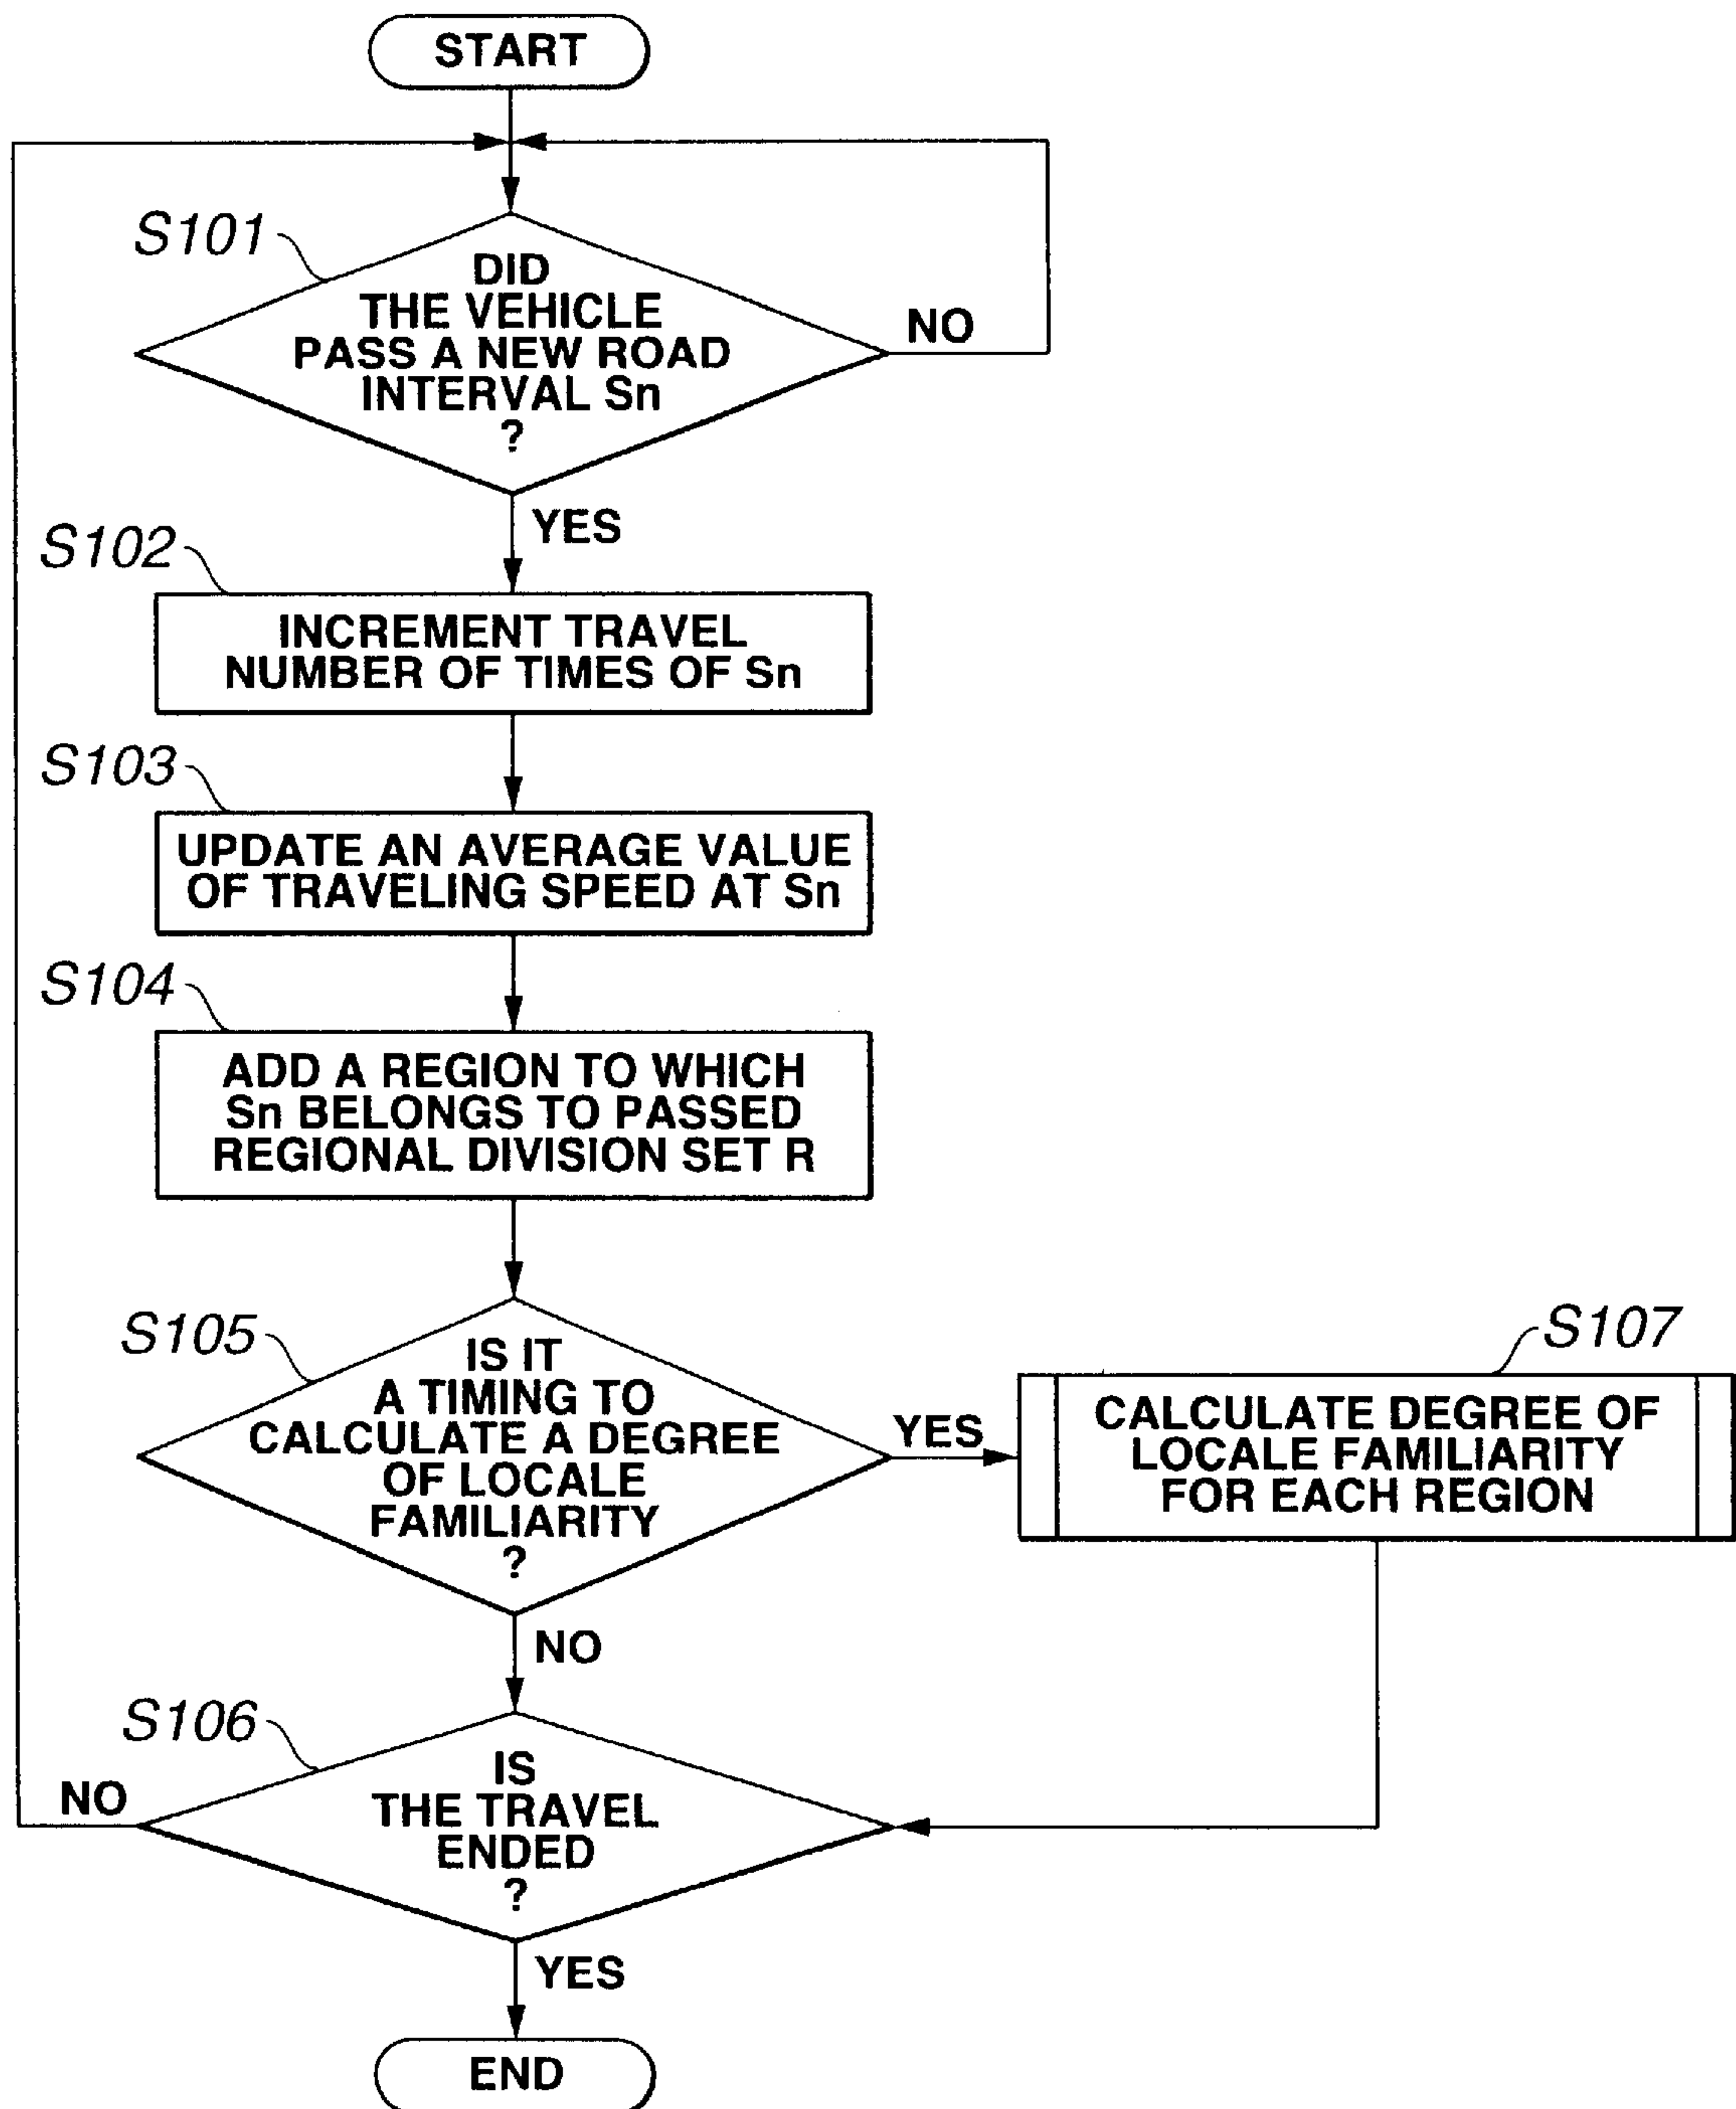 START
S101
DID
THE VEHICLE
PASS A NEW ROAD
INTERVAL Sn
?
NO
YES
S102
INCREMENT TRAVEL
NUMBER OF TIMES OF Sn
S103
UPDATE AN AVERAGE VALUE
OF TRAVELING SPEED AT Sn
S104
ADD A REGION TO WHICH
Sn BELONGS TO PASSED
REGIONAL DIVISION SET R
S105
IS IT
A TIMING TO
CALCULATE A DEGREE
OF LOCALE
FAMILIARITY
?
YES
S107
CALCULATE DEGREE OF
LOCALE FAMILIARITY
FOR EACH REGION
NO
S106
IS
THE TRAVEL
ENDED
?
NO
YES
END